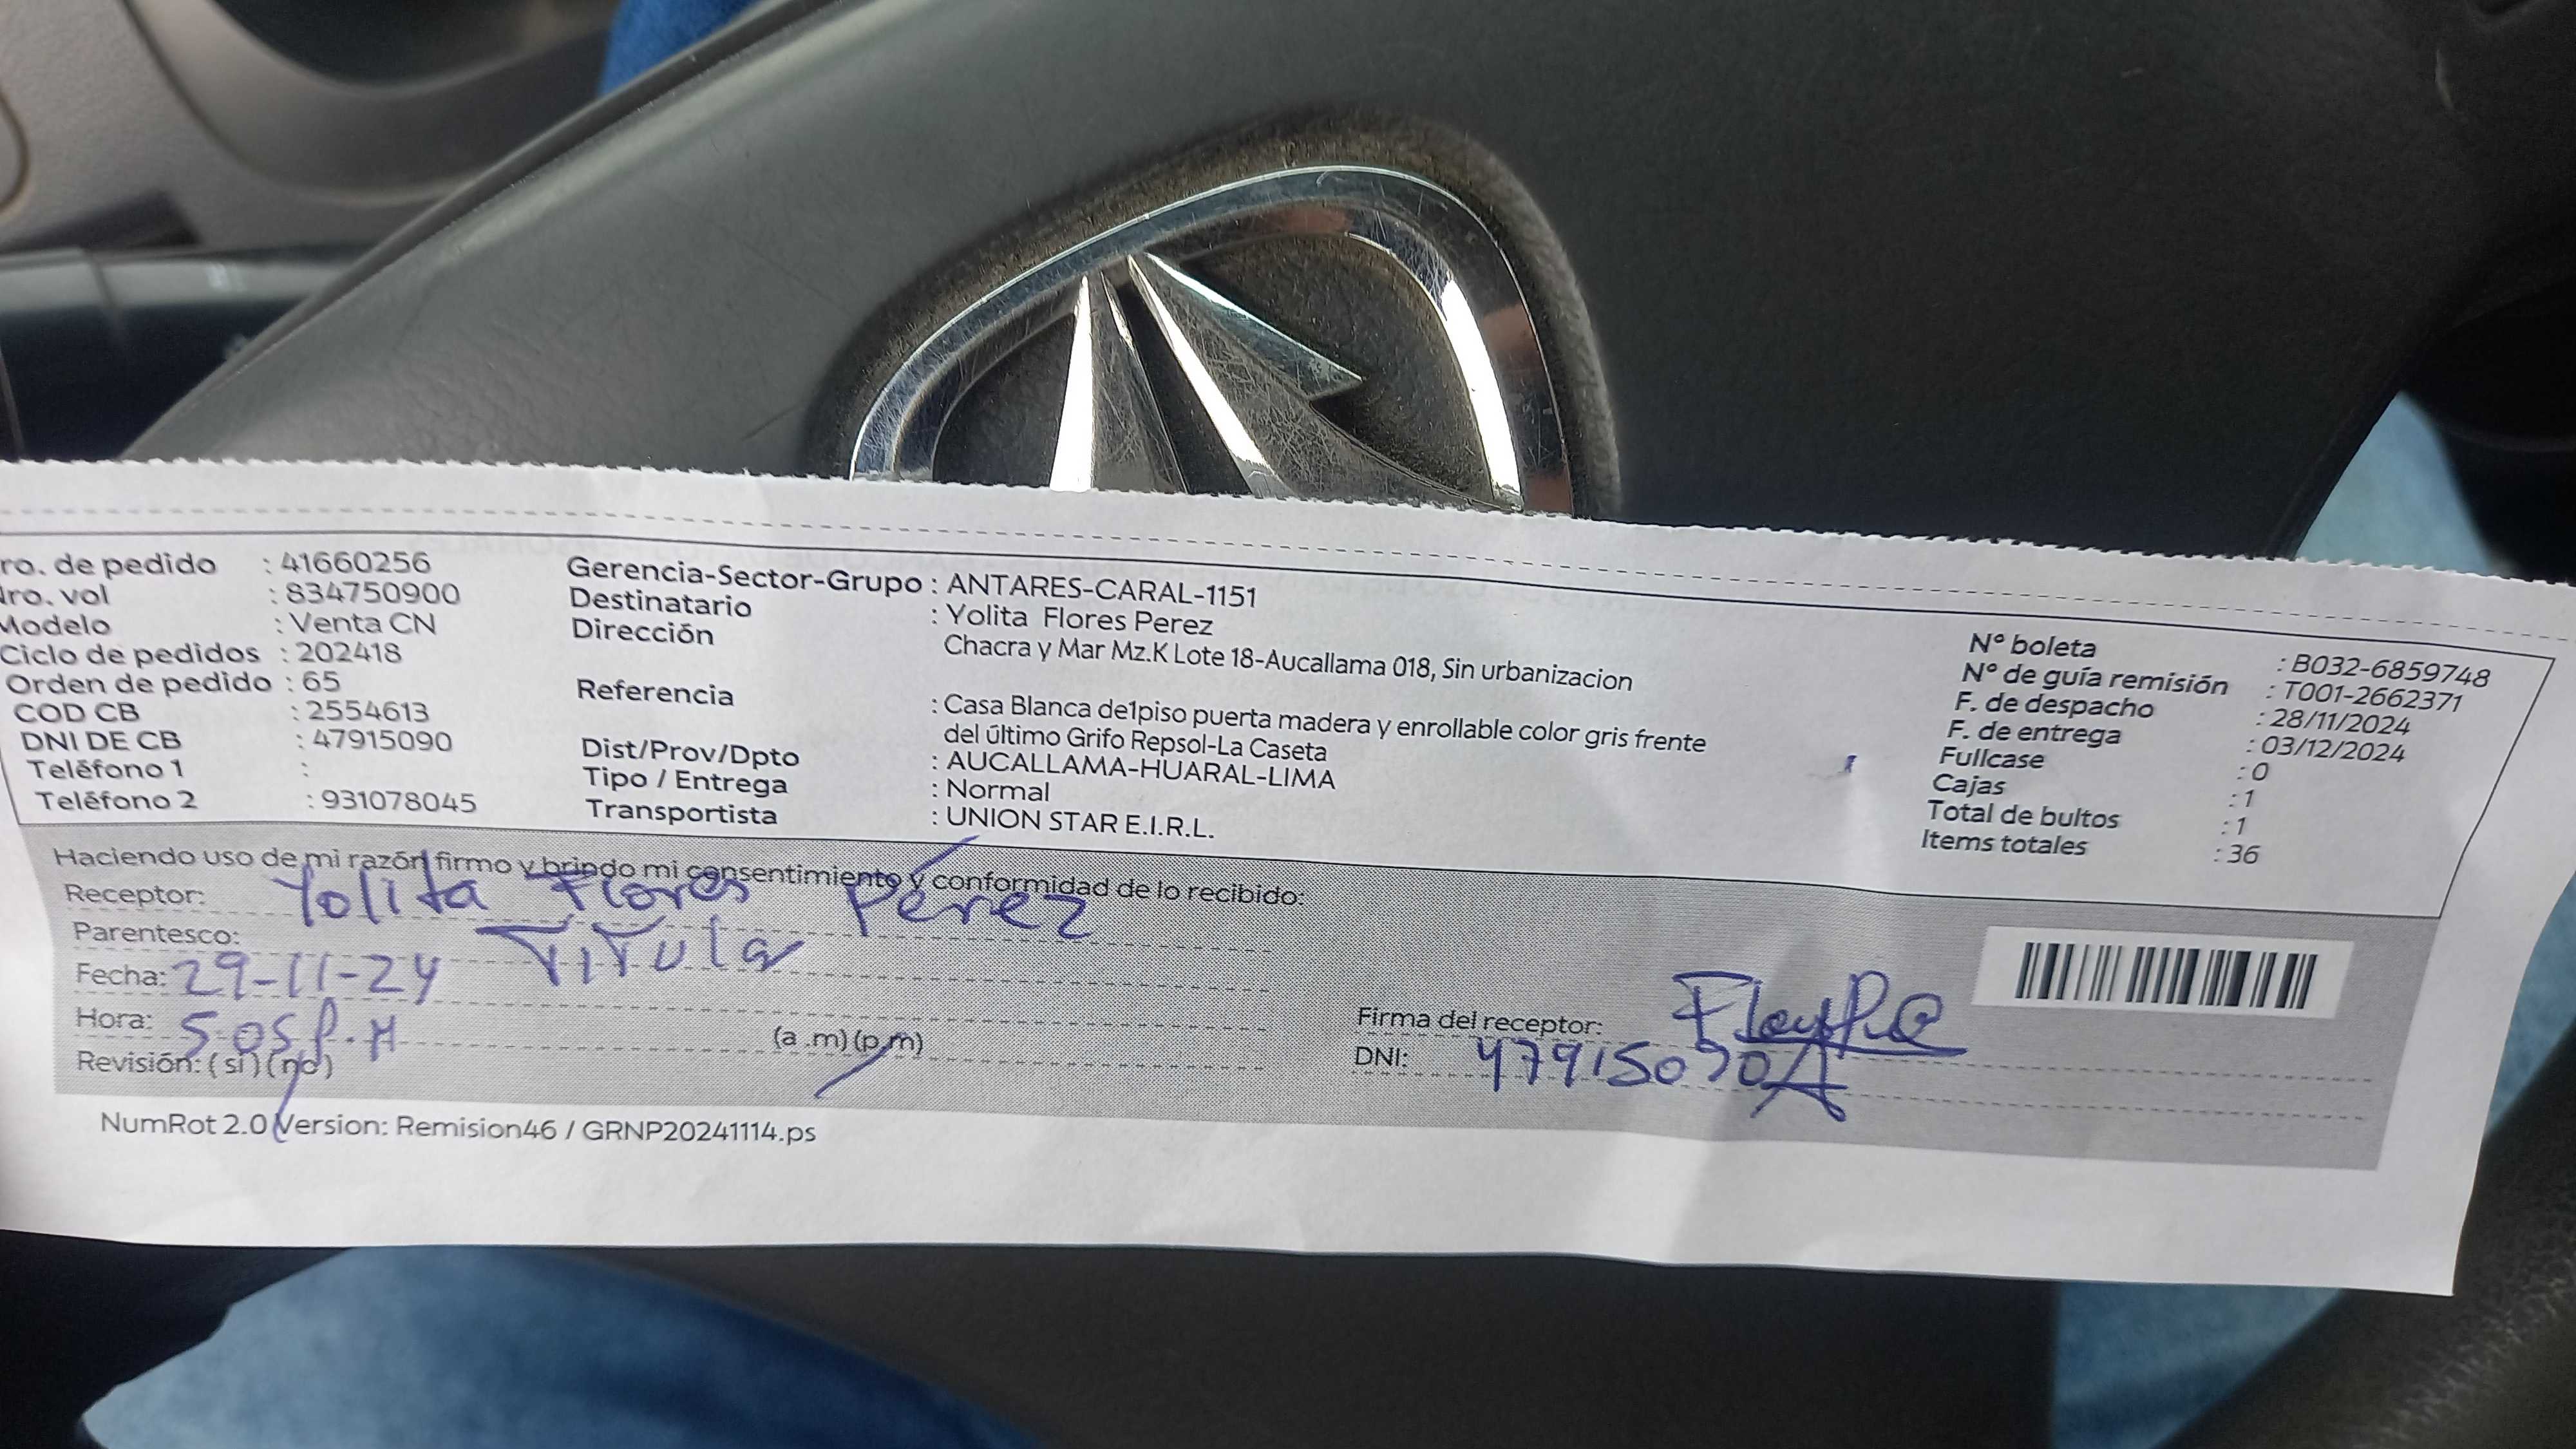 ro. de pedido : 41660256
Nro. vol : 834750900
Modelo : Venta CN
Ciclo de pedidos : 202418
Orden de pedido : 65
COD CB : 2554613
DNI DE CB : 47915090
Teléfono 1 :
Teléfono 2 : 931078045
Gerencia-Sector-Grupo : ANTARES-CARAL-1151
Destinatario : Yolita Flores Perez
Dirección Chacra y Mar Mz.K Lote 18-Aucallama 018, Sin urbanizacion
Referencia : Casa Blanca de1piso puerta madera y enrollable color gris frente
del último Grifo Repsol-La Caseta
Dist/Prov/Dpto : AUCALLAMA-HUARAL-LIMA
Tipo / Entrega : Normal
Transportista : UNION STAR E.I.R.L.
N° boleta : B032-6859748
N° de guía remisión : T001-2662371
F. de despacho : 28/11/2024
F. de entrega : 03/12/2024
Fullcase : 0
Cajas : 1
Total de bultos : 1
Items totales : 36
Haciendo uso de mi razón firmo y brindo mi consentimiento y conformidad de lo recibido:
Receptor: Yolita Flores Pérez
Parentesco: Titula
Fecha: 29-11-24
Hora: 5:05 P.M (a .m) (p.m)
Revisión: ( si ) ( no )
Firma del receptor:
DNI: 47915090
NumRot 2.0 Version: Remision46 / GRNP20241114.ps